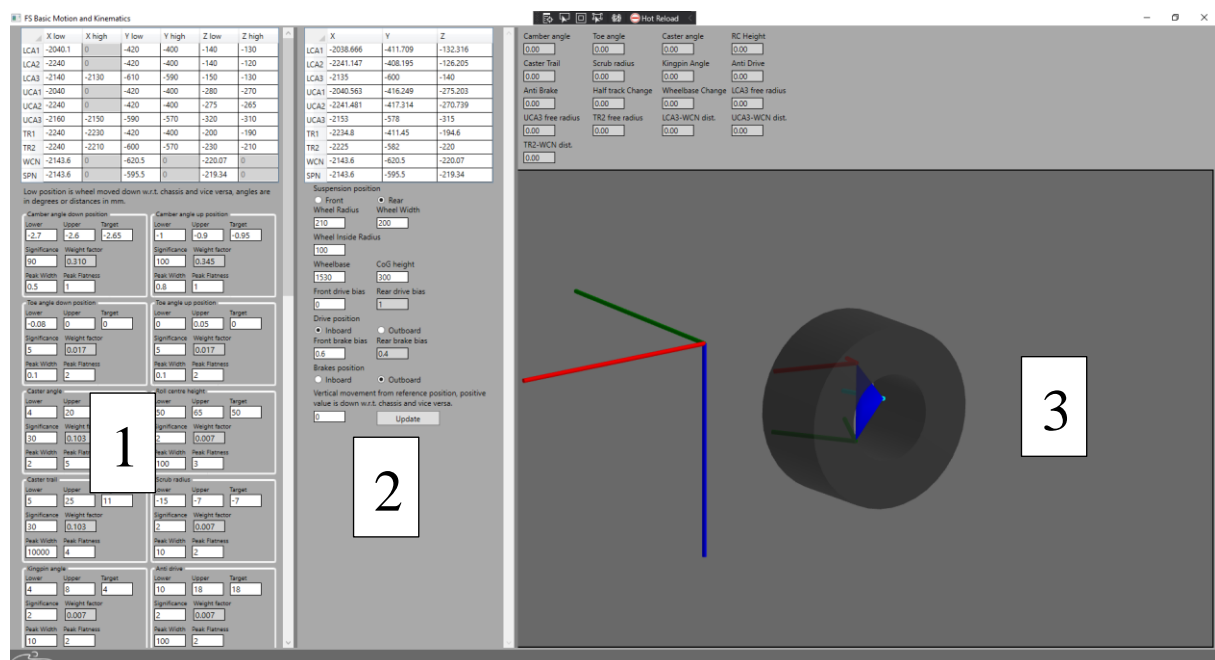 FS Basic Motion and Kinematics
Hot Reload
X low X high Y low Y high Z low Z high
LCA1 -2040.1 0 -420 -400 -140 -130
LCA2 -2240 0 -420 -400 -140 -120
LCA3 -2140 -2130 -610 -590 -150 -130
UCA1 -2040 0 -420 -400 -280 -270
UCA2 -2240 0 -420 -400 -275 -265
UCA3 -2160 -2150 -590 -570 -320 -310
TR1 -2240 -2230 -420 -400 -200 -190
TR2 -2240 -2210 -600 -570 -230 -210
WCN -2143.6 0 -620.5 0 -220.07 0
SPN -2143.6 0 -595.5 0 -219.34 0
Low position is wheel moved down w.r.t. chassis and vice versa, angles are
in degrees or distances in mm.
Camber angle down position
Lower Upper Target
-2.7 -2.6 -2.65
Significance Weight factor
90 0.310
Peak Width Peak Flatness
0.5 1
Camber angle up position
Lower Upper Target
-1 -0.9 -0.95
Significance Weight factor
100 0.345
Peak Width Peak Flatness
0.8 1
Toe angle down position
Lower Upper Target
-0.08 0 0
Significance Weight factor
5 0.017
Peak Width Peak Flatness
0.1 2
Toe angle up position
Lower Upper Target
0 0.05 0
Significance Weight factor
5 0.017
Peak Width Peak Flatness
0.1 2
Caster angle
Lower Upper
4 20
Significance
30 0.103
Peak Width
2 5
Roll centre height
Lower Upper Target
50 65 50
Significance Weight factor
2 0.007
Peak Width Peak Flatness
100 3
1
Caster trail
Lower Upper
5 25 11
Significance Weight factor
30 0.103
Peak Width Peak Flatness
10000 4
Scrub radius
Lower Upper Target
-15 -7 -7
Significance Weight factor
2 0.007
Peak Width Peak Flatness
10 2
Kingpin angle
Lower Upper Target
4 8 4
Significance Weight factor
2 0.007
Peak Width Peak Flatness
10 2
Anti drive
Lower Upper Target
10 18 18
Significance Weight factor
2 0.007
Peak Width Peak Flatness
100 2
X Y Z
LCA1 -2038.666 -411.709 -132.316
LCA2 -2241.147 -408.195 -126.205
LCA3 -2135 -600 -140
UCA1 -2040.563 -416.249 -275.203
UCA2 -2241.481 -417.314 -270.739
UCA3 -2153 -578 -315
TR1 -2234.8 -411.45 -194.6
TR2 -2225 -582 -220
WCN -2143.6 -620.5 -220.07
SPN -2143.6 -595.5 -219.34
Suspension position
Front Rear
Wheel Radius Wheel Width
210 200
Wheel Inside Radius
100
Wheelbase CoG height
1530 300
Front drive bias Rear drive bias
0 1
Drive position
Inboard Outboard
Front brake bias Rear brake bias
0.6 0.4
Brakes position
Inboard Outboard
Vertical movement from reference position, positive
value is down w.r.t. chassis and vice versa.
0 Update
2
Camber angle Toe angle Caster angle RC Height
0.00 0.00 0.00 0.00
Caster Trail Scrub radius Kingpin Angle Anti Drive
0.00 0.00 0.00 0.00
Anti Brake Half track Change Wheelbase Change LCA3 free radius
0.00 0.00 0.00 0.00
UCA3 free radius TR2 free radius LCA3-WCN dist. UCA3-WCN dist.
0.00 0.00 0.00 0.00
TR2-WCN dist.
0.00
3